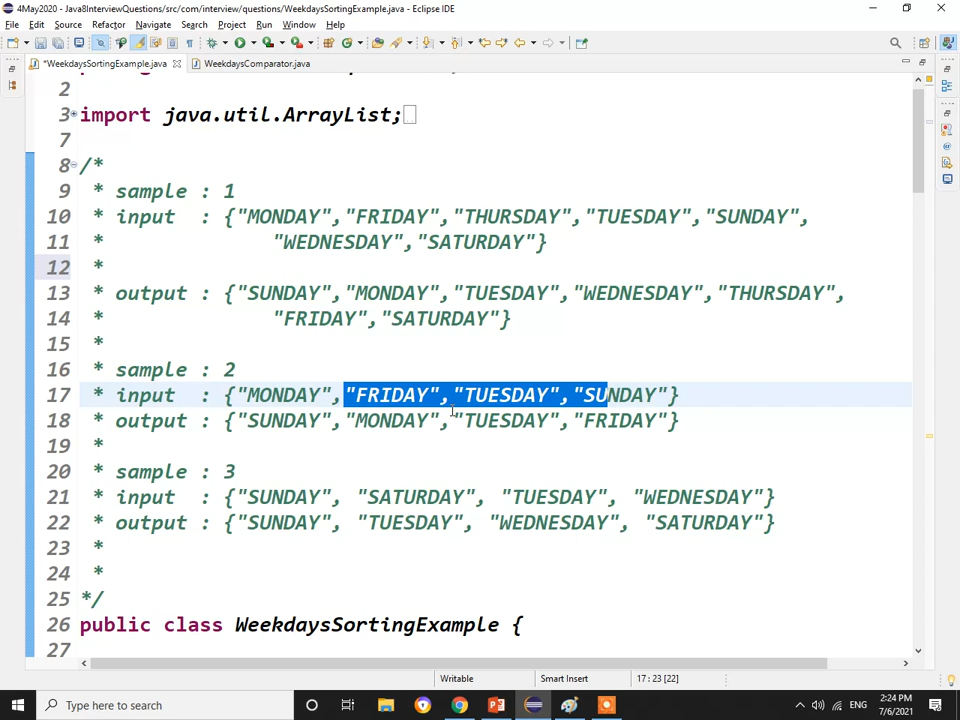 4May2020 - Java8InterviewQuestions/src/com/interview/questions/WeekdaysSortingExample.java - Eclipse IDE
File Edit Source Refactor Navigate Search Project Run Window Help
*WeekdaysSortingExample.java WeekdaysComparator.java
2
3 import java.util.ArrayList;
7
8 /*
9 * sample : 1
10 * input : {"MONDAY","FRIDAY","THURSDAY","TUESDAY","SUNDAY",
11 * "WEDNESDAY","SATURDAY"}
12 *
13 * output : {"SUNDAY","MONDAY","TUESDAY","WEDNESDAY","THURSDAY",
14 * "FRIDAY","SATURDAY"}
15 *
16 * sample : 2
17 * input : {"MONDAY","FRIDAY","TUESDAY","SUNDAY"}
18 * output : {"SUNDAY","MONDAY","TUESDAY","FRIDAY"}
19 *
20 * sample : 3
21 * input : {"SUNDAY", "SATURDAY", "TUESDAY", "WEDNESDAY"}
22 * output : {"SUNDAY", "TUESDAY", "WEDNESDAY", "SATURDAY"}
23 *
24 *
25 */
26 public class WeekdaysSortingExample {
27
Writable Smart Insert 17 : 23 [22]
Type here to search
ENG
2:24 PM
7/6/2021